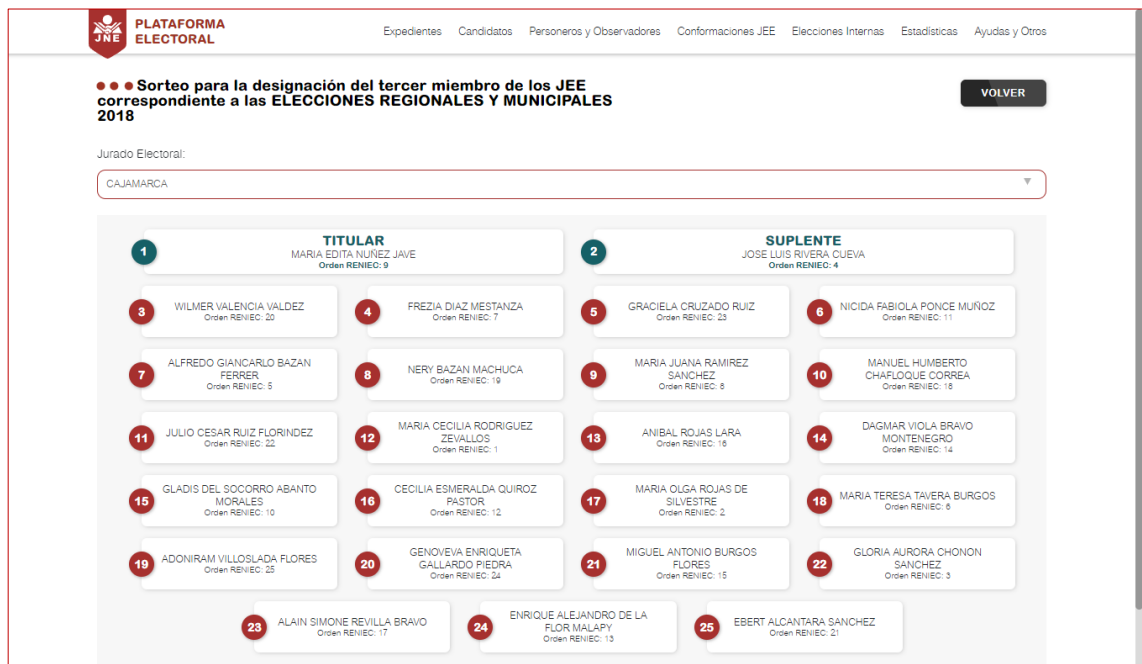 JNE
PLATAFORMA
ELECTORAL
Expedientes Candidatos Personeros y Observadores Conformaciones JEE Elecciones Internas Estadísticas Ayudas y Otros
Sorteo para la designación del tercer miembro de los JEE
correspondiente a las ELECCIONES REGIONALES Y MUNICIPALES
2018
VOLVER
Jurado Electoral:
CAJAMARCA
1
TITULAR
MARIA EDITA NUÑEZ JAVE
Orden RENIEC: 9
2
SUPLENTE
JOSE LUIS RIVERA CUEVA
Orden RENIEC: 4
3
WILMER VALENCIA VALDEZ
Orden RENIEC: 20
4
FREZIA DIAZ MESTANZA
Orden RENIEC: 7
5
GRACIELA CRUZADO RUIZ
Orden RENIEC: 23
6
NICIDA FABIOLA PONCE MUÑOZ
Orden RENIEC: 11
7
ALFREDO GIANCARLO BAZAN
FERRER
Orden RENIEC: 5
8
NERY BAZAN MACHUCA
Orden RENIEC: 19
9
MARIA JUANA RAMIREZ
SANCHEZ
Orden RENIEC: 8
10
MANUEL HUMBERTO
CHAFLOQUE CORREA
Orden RENIEC: 18
11
JULIO CESAR RUIZ FLORINDEZ
Orden RENIEC: 22
12
MARIA CECILIA RODRIGUEZ
ZEVALLOS
Orden RENIEC: 1
13
ANIBAL ROJAS LARA
Orden RENIEC: 16
14
DAGMAR VIOLA BRAVO
MONTENEGRO
Orden RENIEC: 14
15
GLADIS DEL SOCORRO ABANTO
MORALES
Orden RENIEC: 10
16
CECILIA ESMERALDA QUIROZ
PASTOR
Orden RENIEC: 12
17
MARIA OLGA ROJAS DE
SILVESTRE
Orden RENIEC: 2
18
MARIA TERESA TAVERA BURGOS
Orden RENIEC: 6
19
ADONIRAM VILLOSLADA FLORES
Orden RENIEC: 25
20
GENOVEVA ENRIQUETA
GALLARDO PIEDRA
Orden RENIEC: 24
21
MIGUEL ANTONIO BURGOS
FLORES
Orden RENIEC: 15
22
GLORIA AURORA CHONON
SANCHEZ
Orden RENIEC: 3
23
ALAIN SIMONE REVILLA BRAVO
Orden RENIEC: 17
24
ENRIQUE ALEJANDRO DE LA
FLOR MALAPY
Orden RENIEC: 13
25
EBERT ALCANTARA SANCHEZ
Orden RENIEC: 21